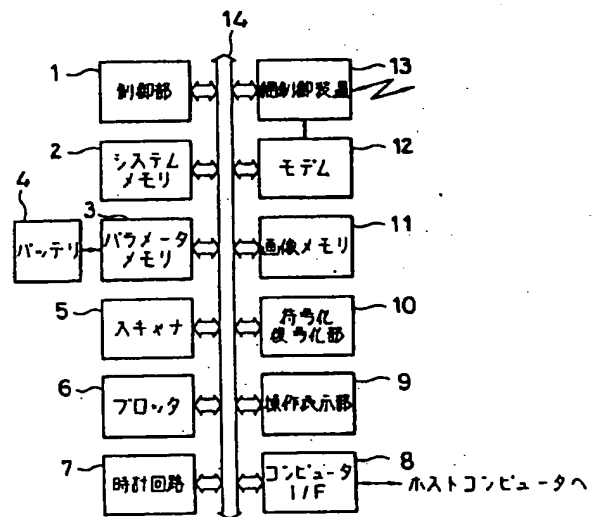 14
1
制御部
13
網制御装置
2
システム
メモリ
12
モデム
4
バッテリ
3
パラメータ
メモリ
11
画像メモリ
5
スキャナ
10
符号化
復号化部
6
プロッタ
9
操作表示部
7
時計回路
8
コンピュータ
I/F
ホストコンピュータへ